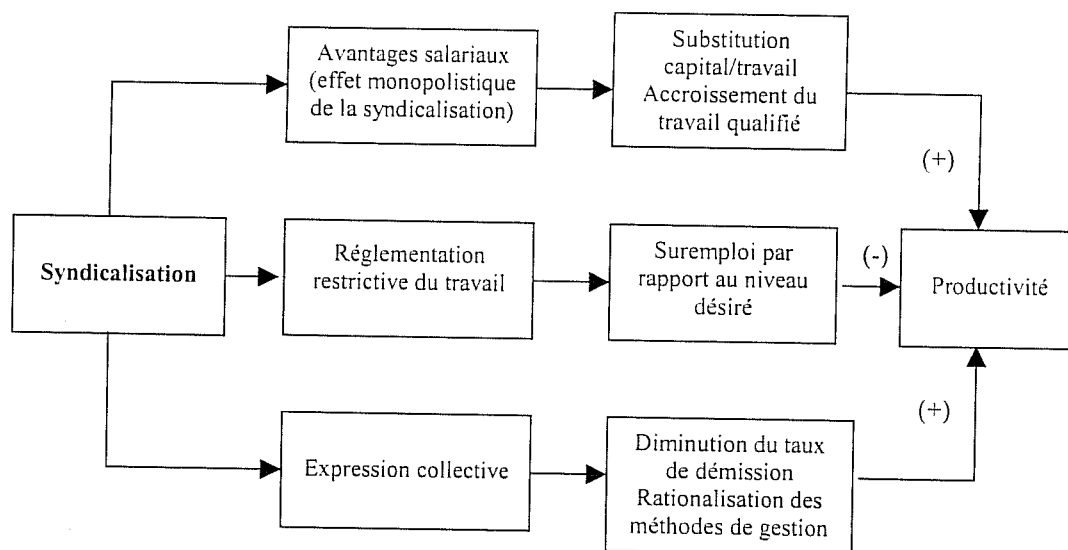 Avantages salariaux
(effet monopolistique
de la syndicalisation)
Substitution
capital/travail
Accroissement du
travail qualifié
(+)
Syndicalisation
Réglementation
restrictive du travail
Suremploi par
rapport au niveau
désiré
(-)
Productivité
Expression collective
Diminution du taux
de démission
Rationalisation des
méthodes de gestion
(+)